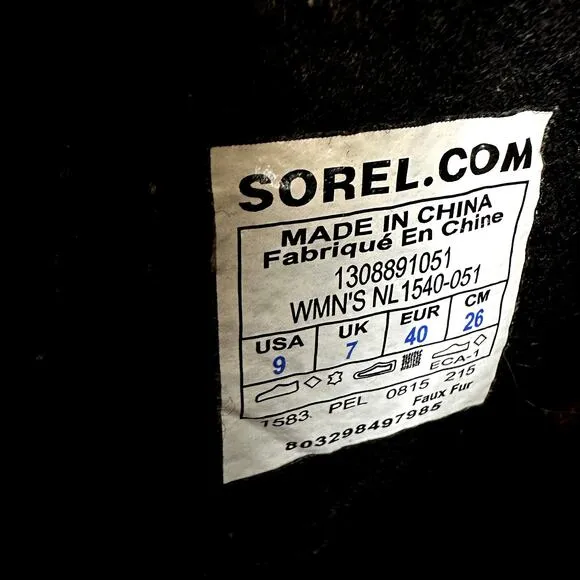 SOREL.COM
MADE IN CHINA
Fabriqué En Chine
1308891051
WMN'S NL1540-051
USA UK EUR CM
9 7 40 26
ECA-1
1583 PEL 0815 215
Faux Fur
803298497985